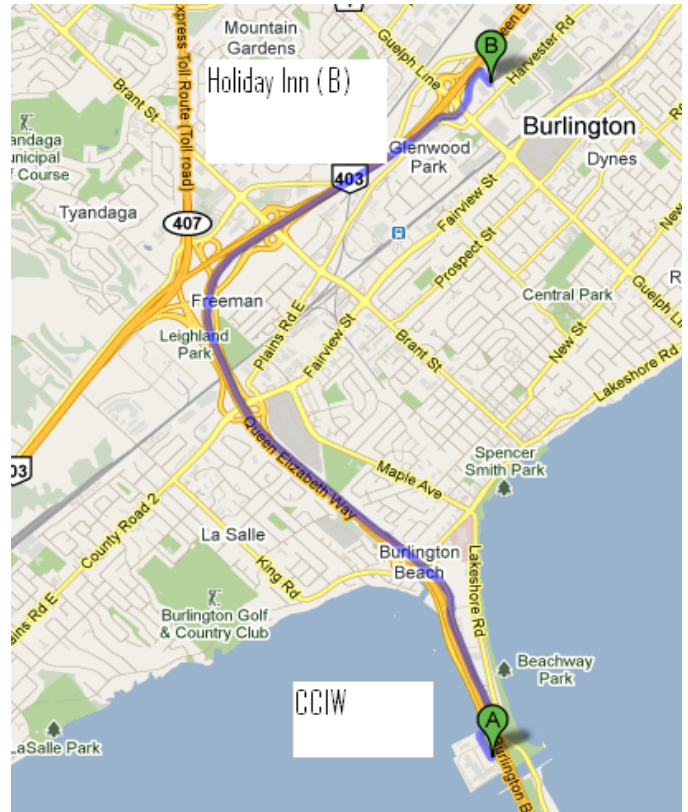 Mountain
Gardens
Guelph Line
B
Harvester Rd
Holiday Inn (B)
Express Toll Route (Toll road)
Brant St
Burlington
Dynes
Glenwood
Park
403
Tyandaga
407
Fairview St
Prospect St
Central Park
Guelph Line
Freeman
Leighland
Park
Plains Rd E
Fairview St
Brant St
New St
Lakeshore Rd
Queen Elizabeth Way
Spencer
Smith Park
Maple Ave
County Road 2
La Salle
King Rd
Burlington
Beach
Lakeshore Rd
Burlington Golf
& Country Club
Beachway
Park
CCIW
A
LaSalle Park